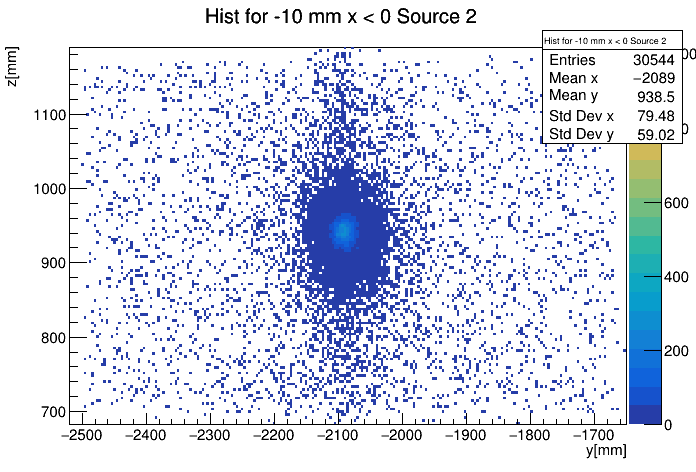 Hist for -10 mm x < 0 Source 2
z[mm]
Hist for -10 mm x < 0 Source 2
Entries 30544
Mean x −2089
Mean y 938.5
Std Dev x 79.48
Std Dev y 59.02
1100
1000
900
800
700
600
400
200
0
−2500 −2400 −2300 −2200 −2100 −2000 −1900 −1800 −1700
y[mm]